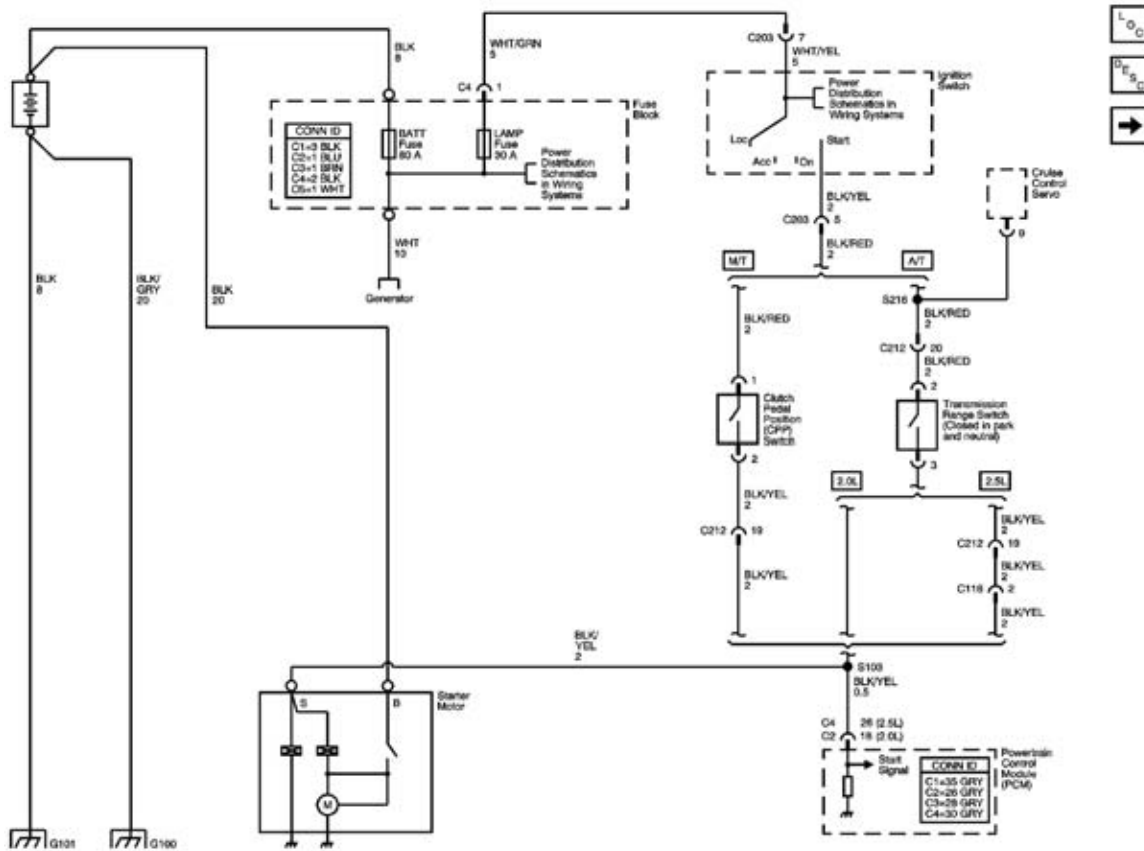 LOC
DESC
BLK
8
WHT/GRN
5
C203 7
WHT/YEL
5
Ignition
Switch
Power
Distribution
Schematics in
Wiring Systems
Loc
Acc
On
Start
C4 1
Fuse
Block
CONN ID
C1=3 BLK
C2=1 BLU
C3=1 BRN
C4=2 BLK
C5=1 WHT
BATT
Fuse
80 A
LAMP
Fuse
30 A
Power
Distribution
Schematics
in Wiring
Systems
Cruise
Control
Servo
9
BLK/YEL
2
C203 5
BLK/RED
2
WHT
10
Generator
BLK
8
BLK/
GRY
20
BLK
20
M/T
A/T
S216
BLK/RED
2
BLK/RED
2
C212 20
BLK/RED
2
1
2
Clutch
Pedal
Position
(CPP)
Switch
2
Transmission
Range Switch
(Closed in park
and neutral)
3
2.0L
2.5L
BLK/YEL
2
C212 19
BLK/YEL
2
BLK/YEL
2
C212 19
BLK/YEL
2
C118 2
BLK/YEL
2
BLK/
YEL
2
S103
BLK/YEL
0.5
S
B
Starter
Motor
M
C4 26 (2.5L)
C2 18 (2.0L)
Start
Signal
CONN ID
C1=35 GRY
C2=26 GRY
C3=28 GRY
C4=30 GRY
Powertrain
Control
Module
(PCM)
G101
G100